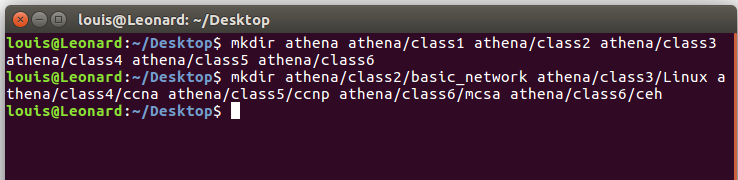 louis@Leonard: ~/Desktop
louis@Leonard:~/Desktop$ mkdir athena athena/class1 athena/class2 athena/class3
athena/class4 athena/class5 athena/class6
louis@Leonard:~/Desktop$ mkdir athena/class2/basic_network athena/class3/Linux a
thena/class4/ccna athena/class5/ccnp athena/class6/mcsa athena/class6/ceh
louis@Leonard:~/Desktop$